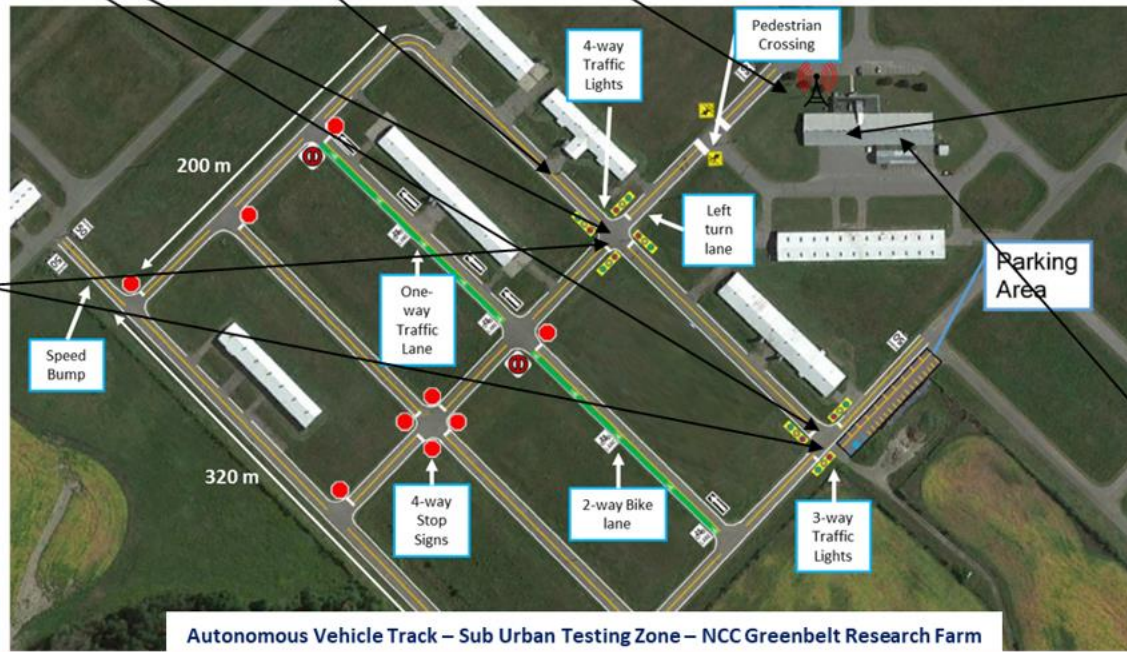 Pedestrian
Crossing
4-way
Traffic
Lights
200 m
Left
turn
lane
Parking
Area
One-
way
Traffic
Lane
Speed
Bump
320 m
4-way
Stop
Signs
2-way Bike
lane
3-way
Traffic
Lights
Autonomous Vehicle Track – Sub Urban Testing Zone – NCC Greenbelt Research Farm